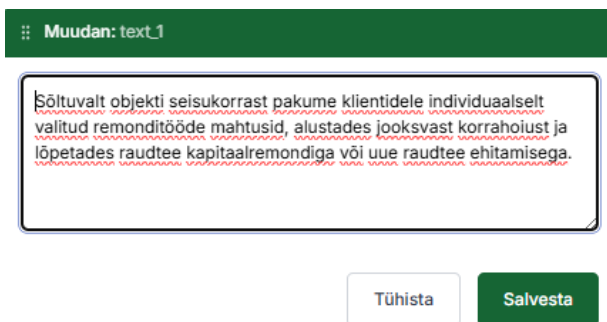 Muudan: text_1
Sõltuvalt objekti seisukorrast pakume klientidele individuaalselt
valitud remonditööde mahtusid, alustades jooksvast korrahoiust ja
lõpetades raudtee kapitaalremondiga või uue raudtee ehitamisega.
Tühista
Salvesta